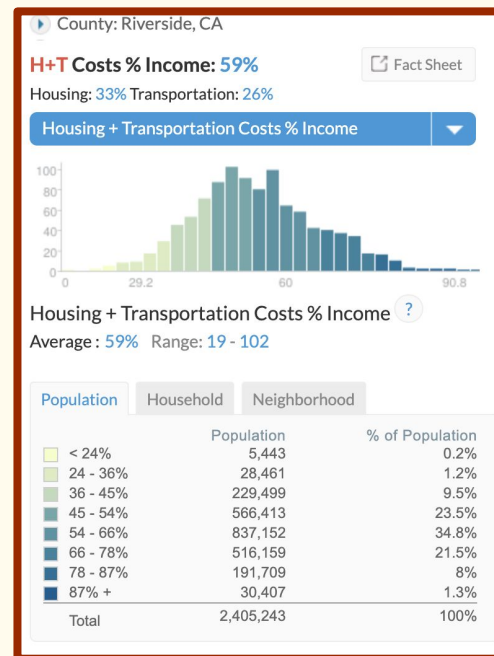 County: Riverside, CA
H+T Costs % Income: 59%
Fact Sheet
Housing: 33% Transportation: 26%
Housing + Transportation Costs % Income
100
80
60
40
20
0
0 29.2 60 90.8
Housing + Transportation Costs % Income ?
Average : 59% Range: 19 - 102
Population Household Neighborhood
Population % of Population
< 24% 5,443 0.2%
24 - 36% 28,461 1.2%
36 - 45% 229,499 9.5%
45 - 54% 566,413 23.5%
54 - 66% 837,152 34.8%
66 - 78% 516,159 21.5%
78 - 87% 191,709 8%
87% + 30,407 1.3%
Total 2,405,243 100%